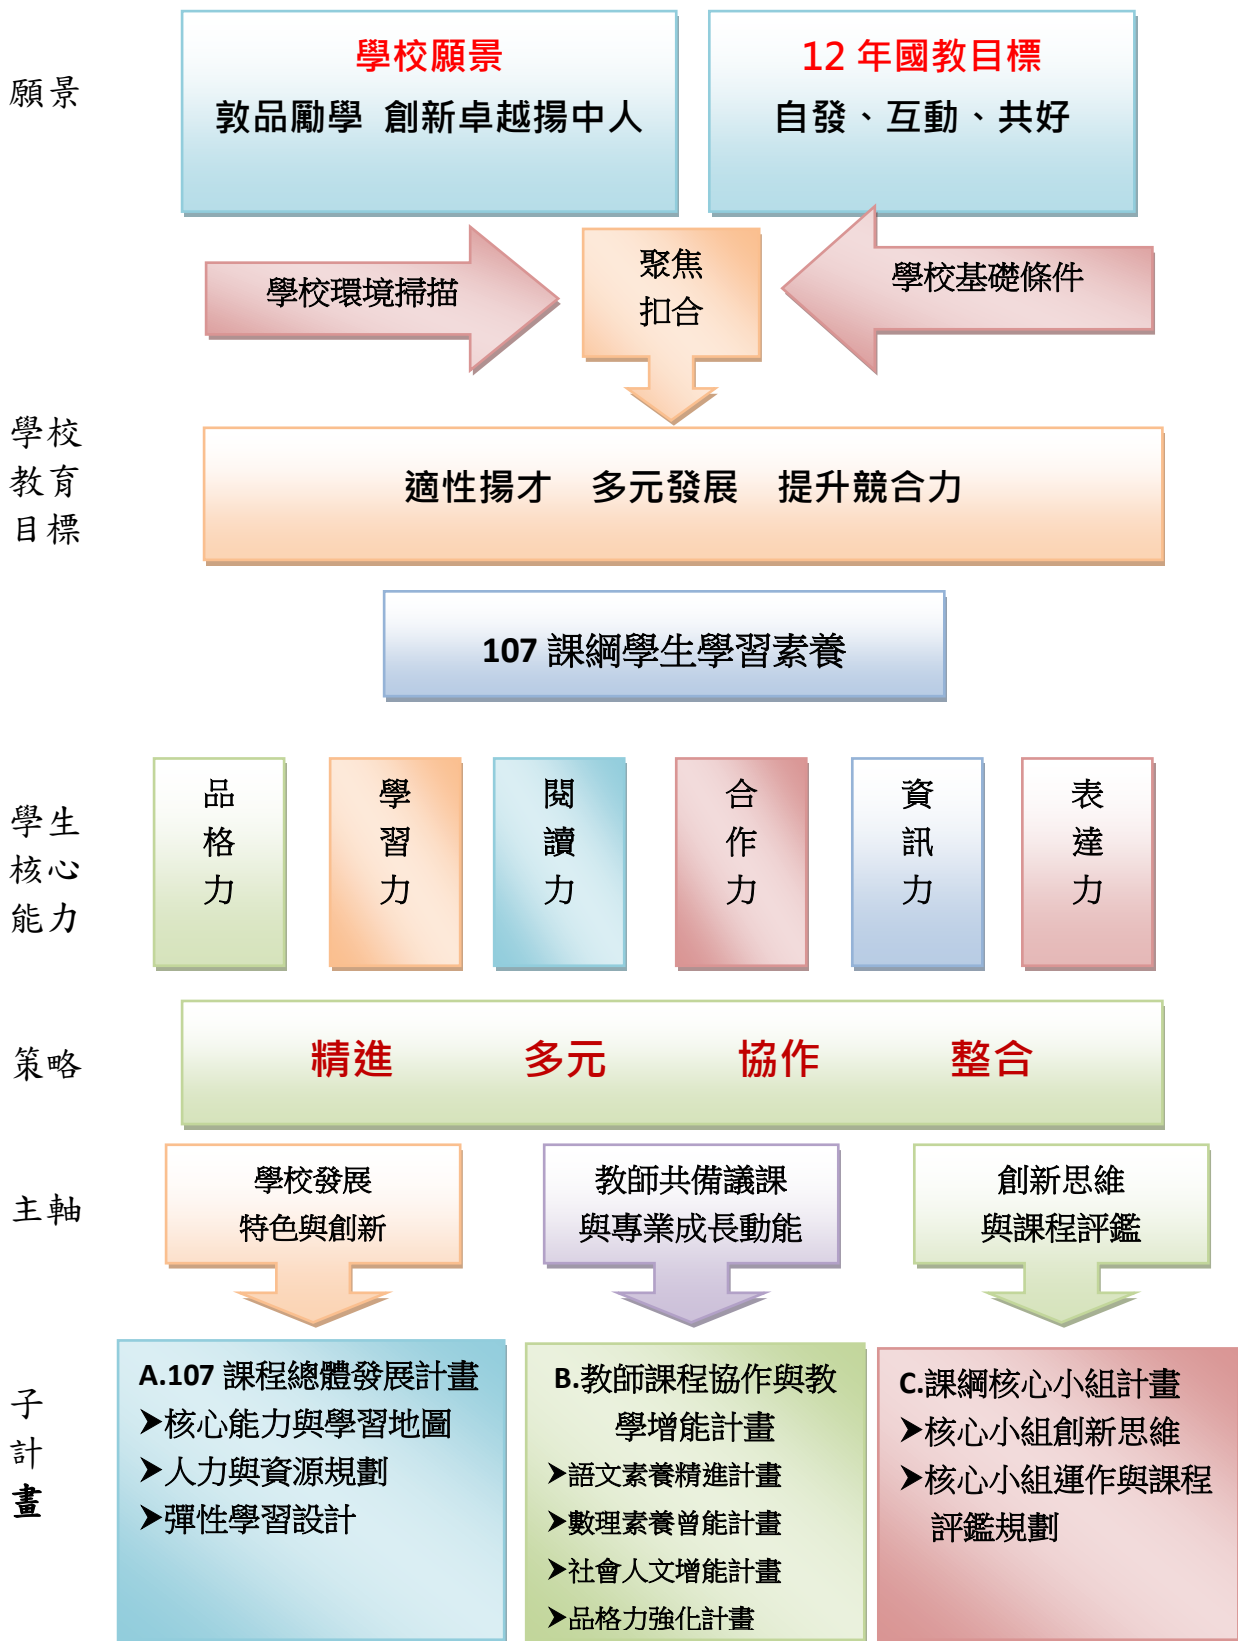 願景
學校願景
敦品勵學 創新卓越揚中人
12 年國教目標
自發、互動、共好
學校環境掃描
聚焦
扣合
學校基礎條件
學校
教育
目標
適性揚才 多元發展 提升競合力
107 課綱學生學習素養
學生
核心
能力
品
格
力
學
習
力
閱
讀
力
合
作
力
資
訊
力
表
達
力
策略
精進 多元 協作 整合
主軸
學校發展
特色與創新
教師共備議課
與專業成長動能
創新思維
與課程評鑑
子
計
畫
A.107 課程總體發展計畫
➤核心能力與學習地圖
➤人力與資源規劃
➤彈性學習設計
B.教師課程協作與教
學增能計畫
➤語文素養精進計畫
➤數理素養曾能計畫
➤社會人文增能計畫
➤品格力強化計畫
C.課綱核心小組計畫
➤核心小組創新思維
➤核心小組運作與課程
評鑑規劃